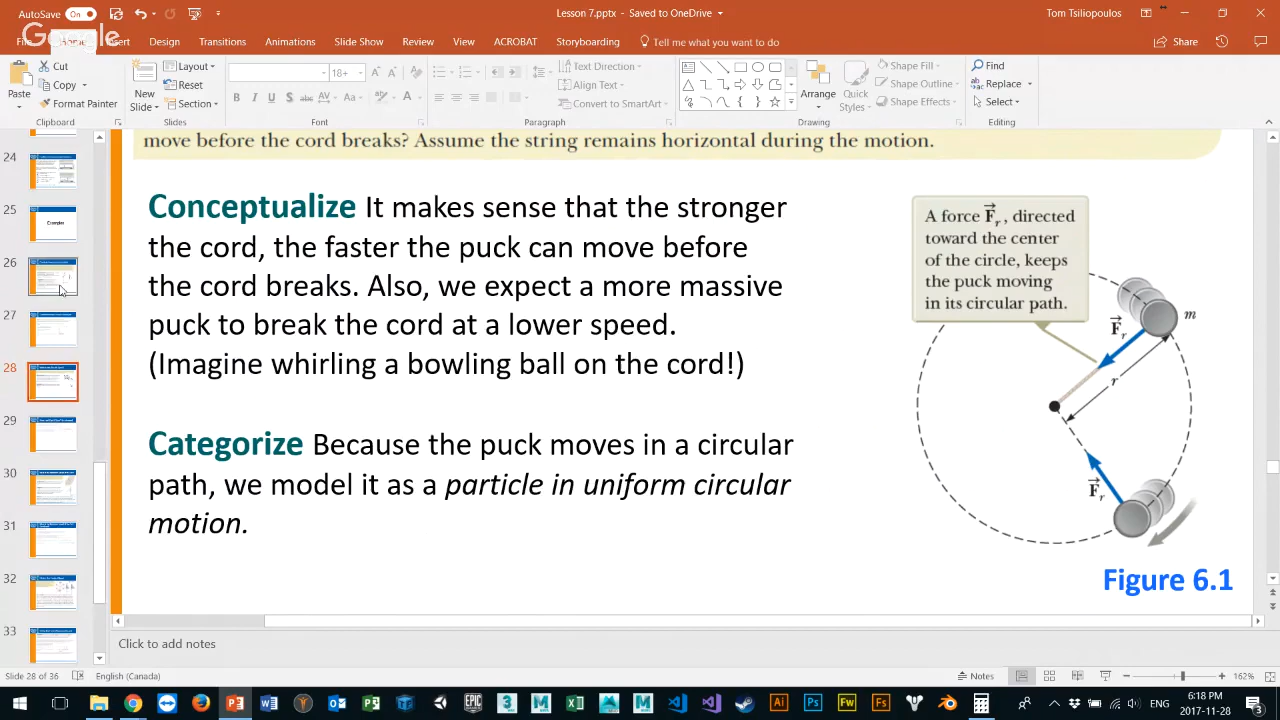 AutoSave On
Lesson 7.pptx - Saved to OneDrive
Tom Tsiliopoulos
Google
Insert Design Transitions Animations Slide Show Review View ACROBAT Storyboarding Tell me what you want to do
Share
Paste
Cut
Copy
Format Painter
Clipboard
New
Slide
Layout
Reset
Section
Slides
18+
Font
Text Direction
Align Text
Convert to SmartArt
Paragraph
Arrange
Quick
Styles
Shape Fill
Shape Outline
Shape Effects
Drawing
Find
Replace
Select
Editing
24
25
26
27
28
29
30
31
32
33
move before the cord breaks? Assume the string remains horizontal during the motion.
Conceptualize It makes sense that the stronger
the cord, the faster the puck can move before
the cord breaks. Also, we expect a more massive
puck to break the cord at a lower speed.
(Imagine whirling a bowling ball on the cord!)
Categorize Because the puck moves in a circular
path, we model it as a particle in uniform circular
motion.
A force F⃗r, directed
toward the center
of the circle, keeps
the puck moving
in its circular path.
m
F⃗r
r
F⃗r
Figure 6.1
Click to add notes
Slide 28 of 36 English (Canada)
Notes
162%
6:18 PM
ENG
2017-11-28